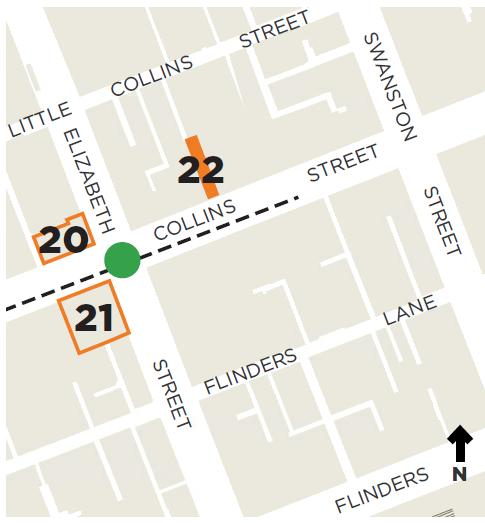 LITTLE COLLINS STREET
ELIZABETH STREET
SWANSTON STREET
22
COLLINS STREET
20
21
FLINDERS LANE
FLINDERS
N